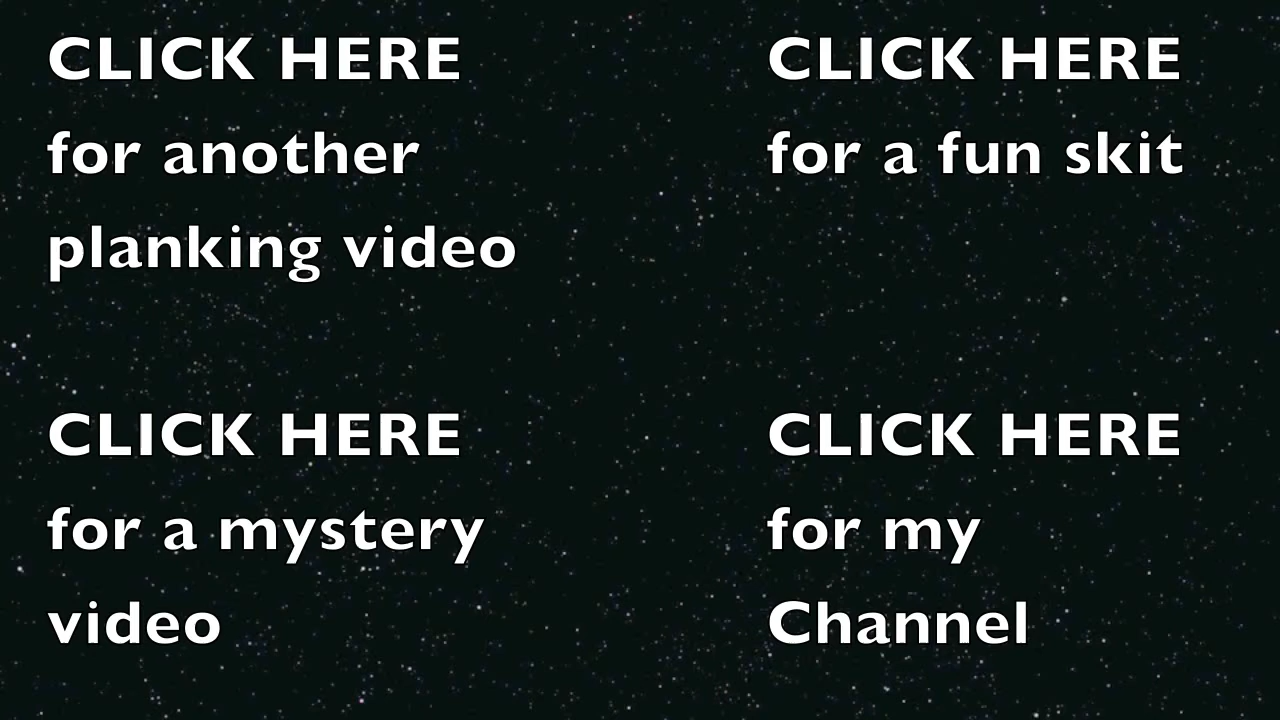 CLICK HERE
for another
planking video
CLICK HERE
for a fun skit
CLICK HERE
for a mystery
video
CLICK HERE
for my
Channel